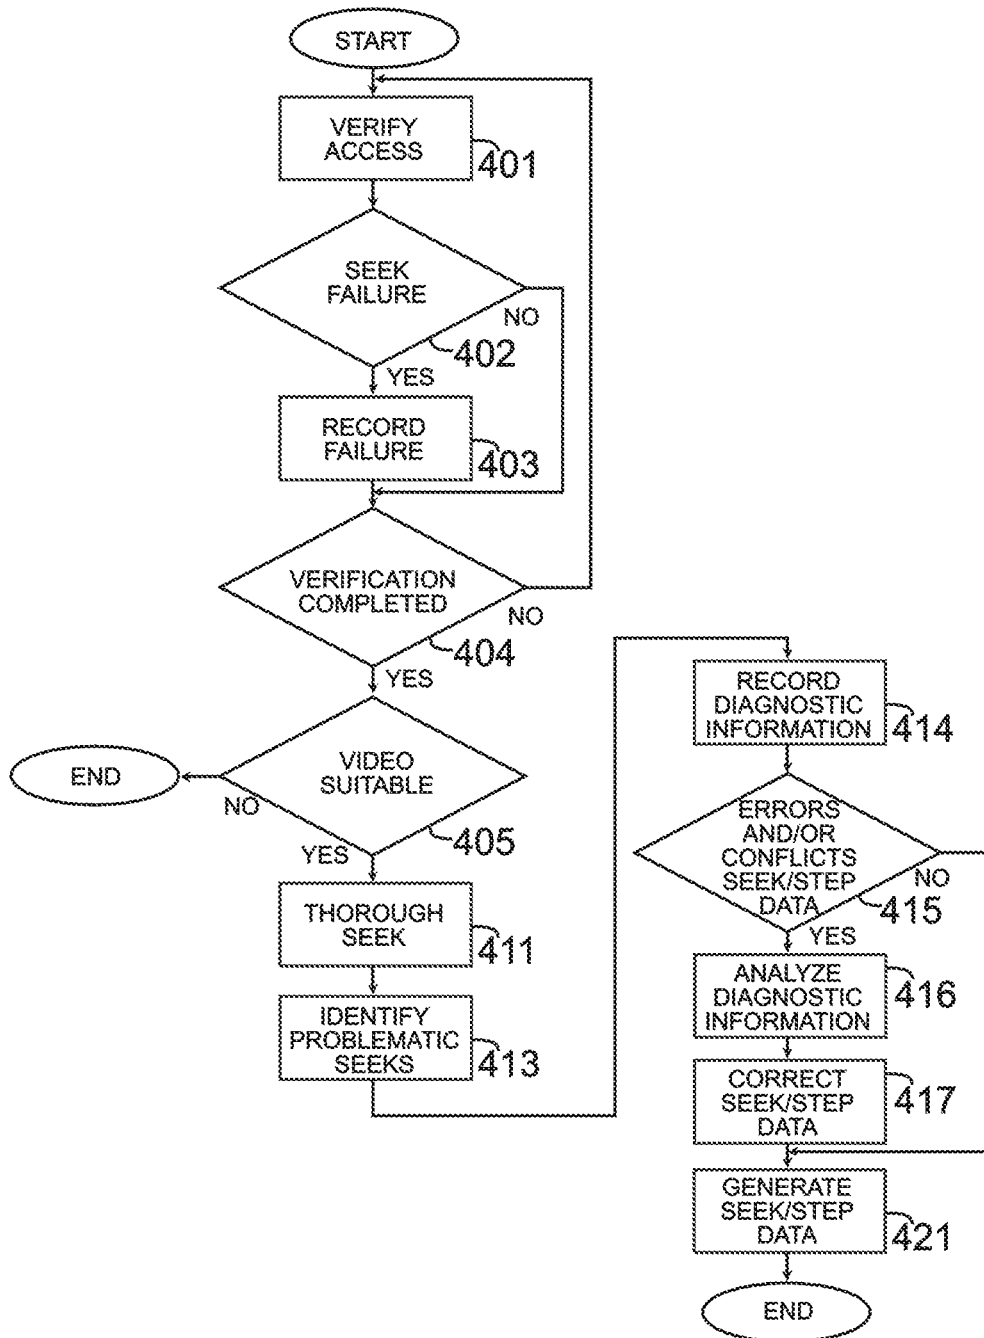 START
VERIFY
ACCESS
401
SEEK
FAILURE
NO
402
YES
RECORD
FAILURE
403
VERIFICATION
COMPLETED
NO
404
YES
VIDEO
SUITABLE
END
NO
405
YES
THOROUGH
SEEK
411
IDENTIFY
PROBLEMATIC
SEEKS
413
RECORD
DIAGNOSTIC
INFORMATION
414
ERRORS
AND/OR
CONFLICTS
SEEK/STEP
DATA
NO
415
YES
ANALYZE
DIAGNOSTIC
INFORMATION
416
CORRECT
SEEK/STEP
DATA
417
GENERATE
SEEK/STEP
DATA
421
END